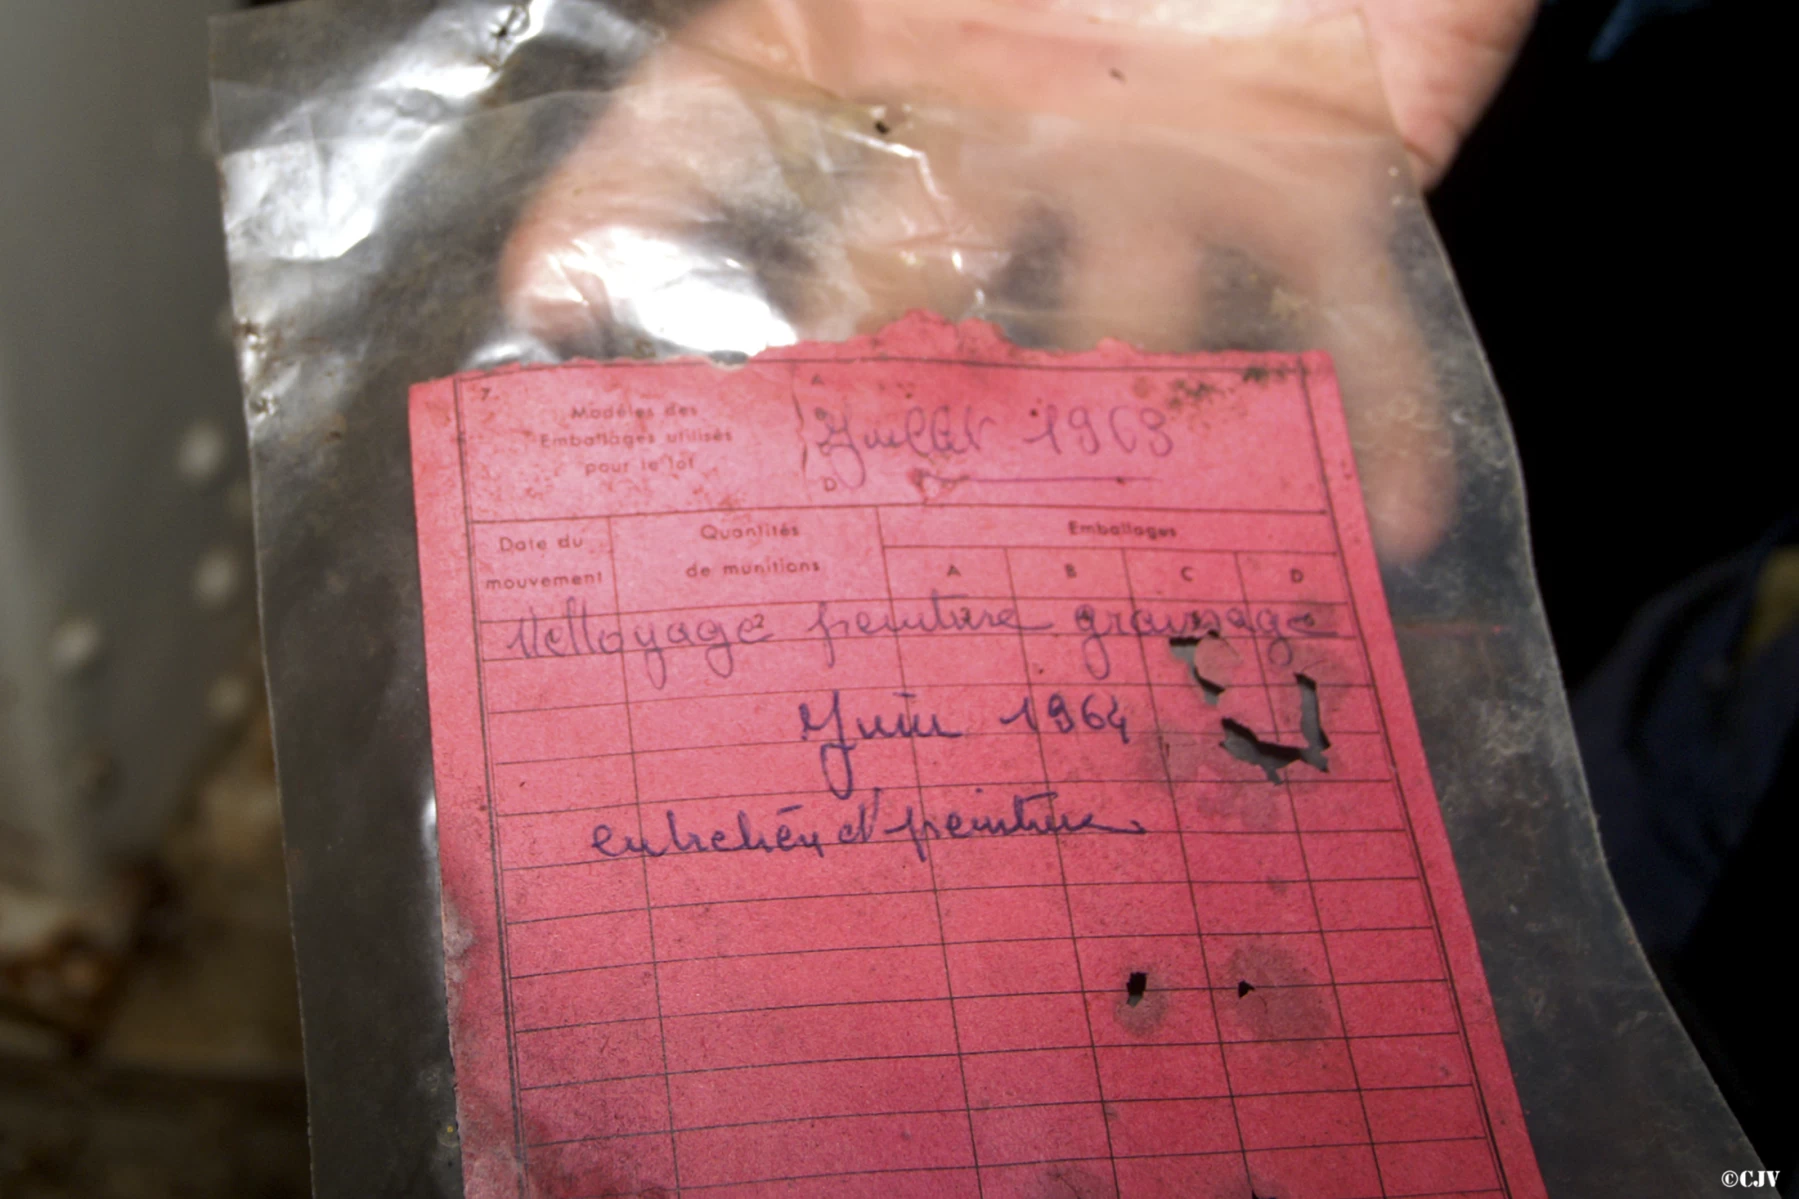 7.
Modèles des
Emballages utilisés
pour le lot
A
Juillet 1963
D
Date du
mouvement
Quantités
de munitions
Emballages
A B C D
Nettoyage peinture graissage
Juin 1964
entretien et peinture
©CJV